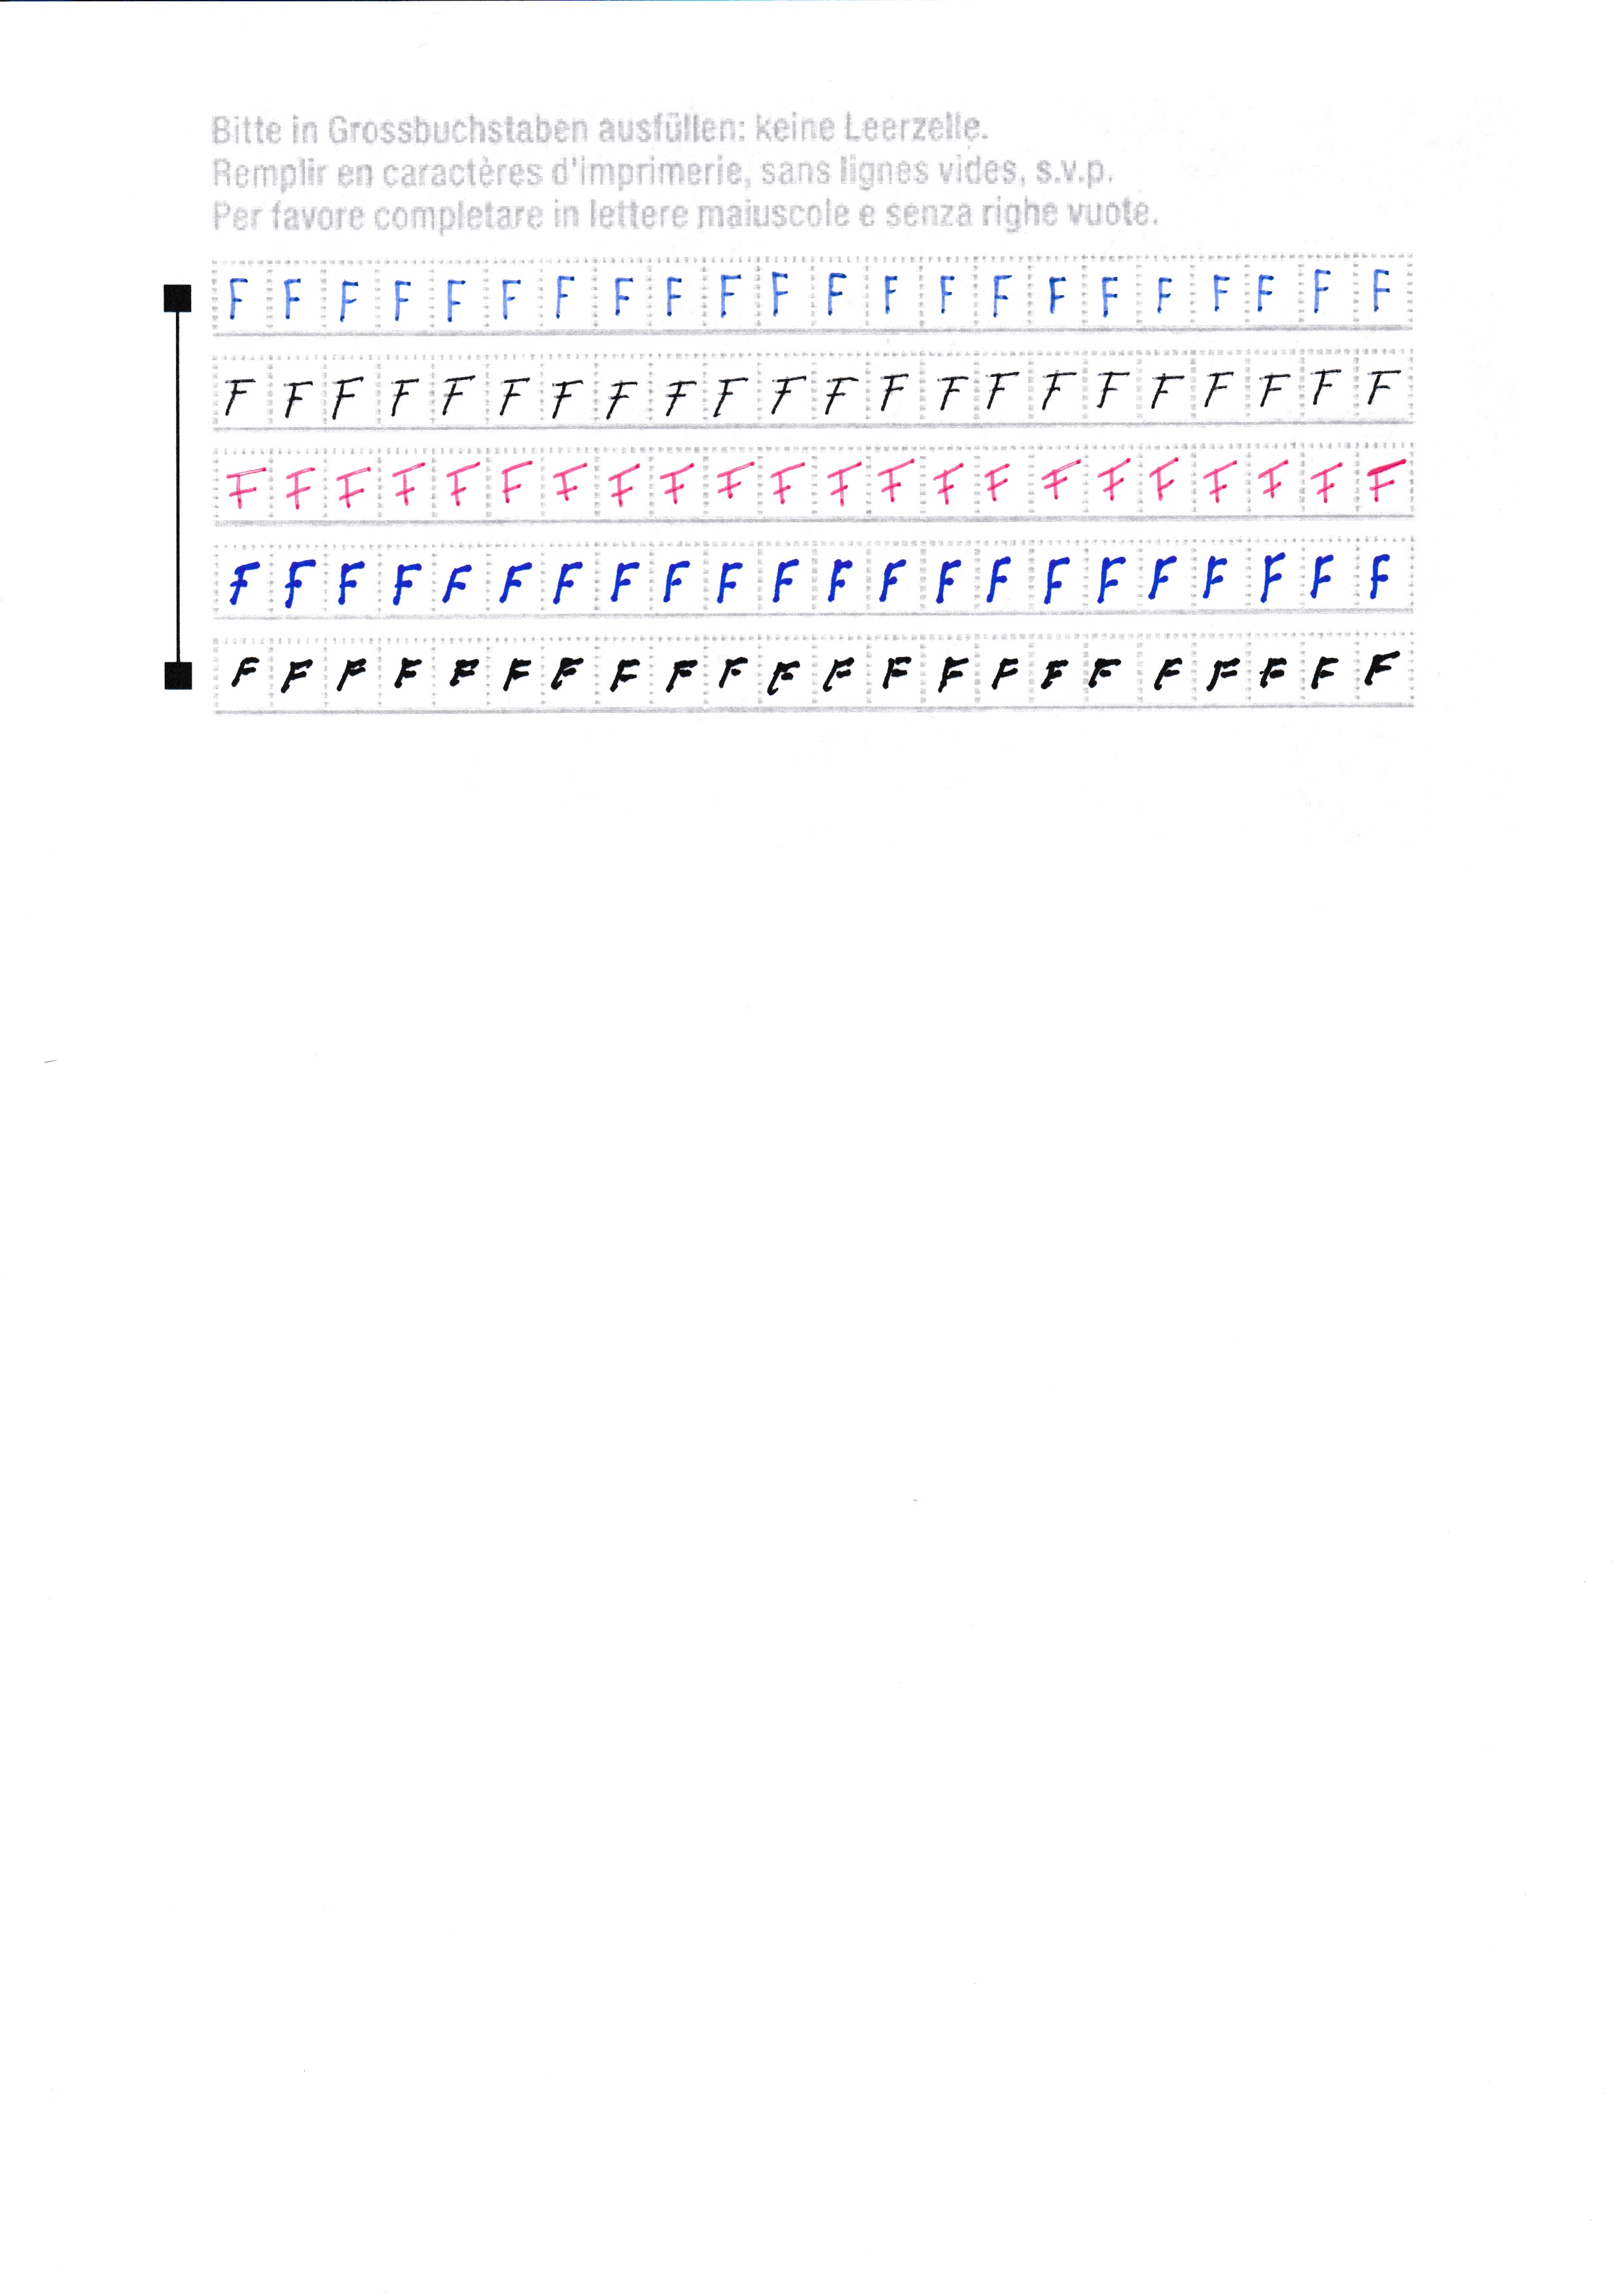 Bitte in Grossbuchstaben ausfüllen: keine Leerzelle.
Remplir en caractères d'imprimerie, sans lignes vides, s.v.p.
Per favore completare in lettere maiuscole e senza righe vuote.
F F F F F F F F F F F F F F F F F F F F F F
F F F F F F F F F F F F F F F F F F F F F F
F F F F F F F F F F F F F F F F F F F F F F
F F F F F F F F F F F F F F F F F F F F F F
F F F F F F F F F F F F F F F F F F F F F F